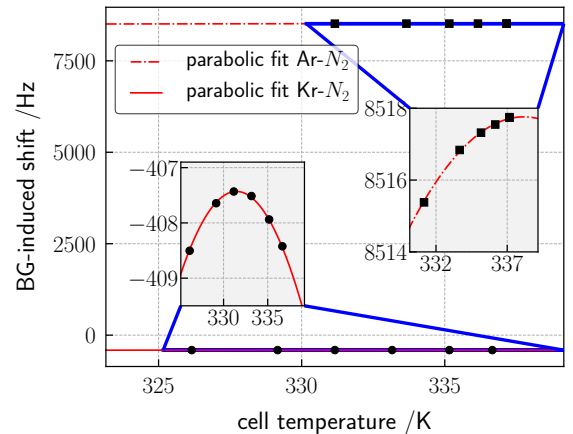 BG-induced shift /Hz
7500
5000
2500
0
parabolic fit Ar-N₂
parabolic fit Kr-N₂
8518
8516
8514
332 337
−407
−408
−409
330 335
325 330 335
cell temperature /K